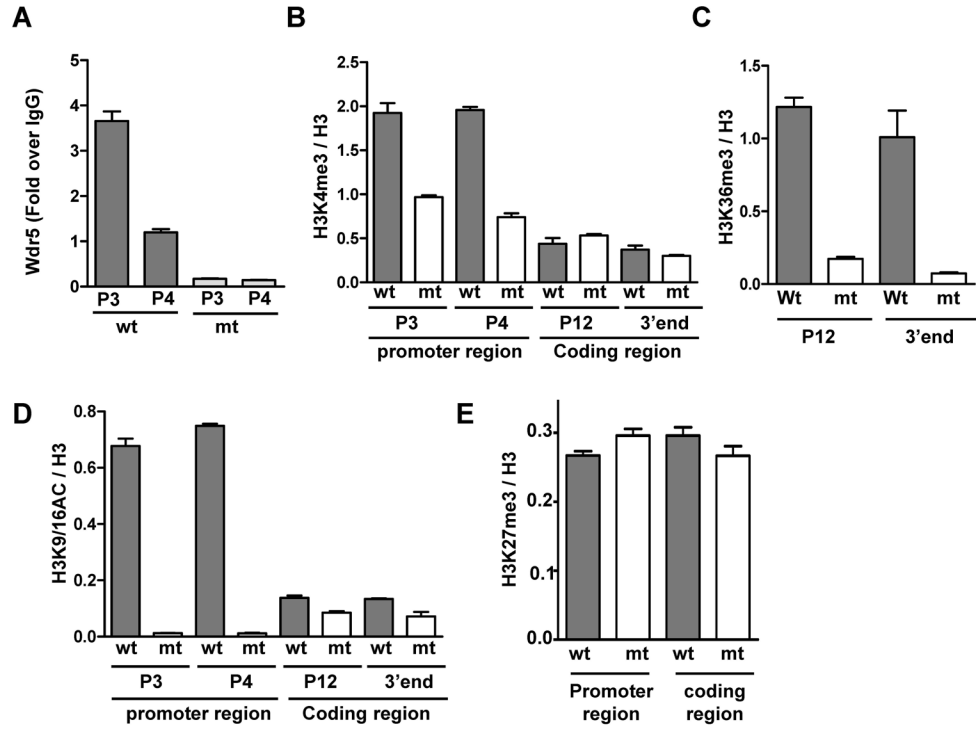 A
Wdr5 (Fold over IgG)
5
4
3
2
1
0
P3 P4 P3 P4
wt mt
B
H3K4me3 / H3
2.5
2.0
1.5
1.0
0.5
0.0
wt mt wt mt wt mt wt mt
P3 P4 P12 3'end
promoter region Coding region
C
H3K36me3 / H3
1.5
1.0
0.5
0.0
Wt mt Wt mt
P12 3'end
D
H3K9/16AC / H3
0.8
0.6
0.4
0.2
0.0
wt mt wt mt wt mt wt mt
P3 P4 P12 3'end
promoter region Coding region
E
H3K27me3 / H3
0.3
0.2
0.1
0.0
wt mt wt mt
Promoter region
coding region